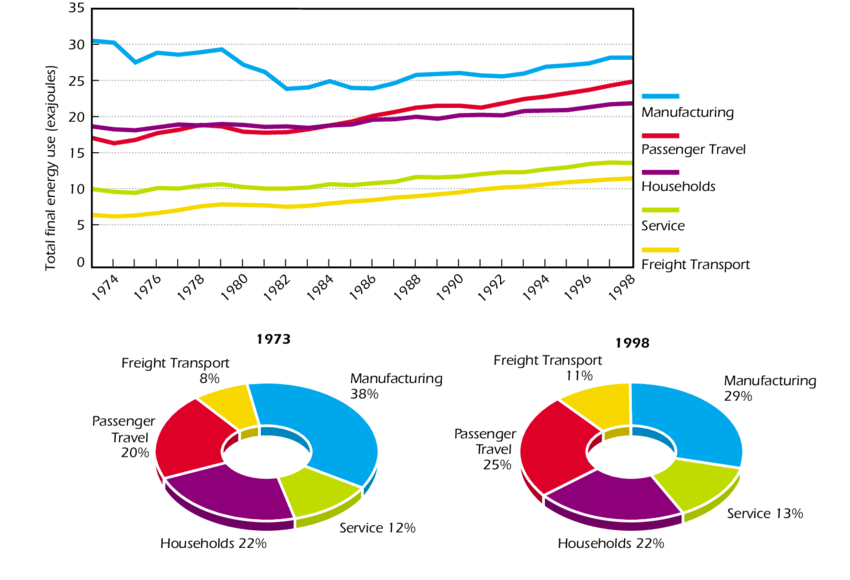 35
30
25
20
15
10
5
0
Total final energy use (exajoules)
1974
1976
1978
1980
1982
1984
1986
1988
1990
1992
1994
1996
1998
Manufacturing
Passenger Travel
Households
Service
Freight Transport
1973
Freight Transport
8%
Manufacturing
38%
Passenger
Travel
20%
Service 12%
Households 22%
1998
Freight Transport
11%
Manufacturing
29%
Passenger
Travel
25%
Service 13%
Households 22%